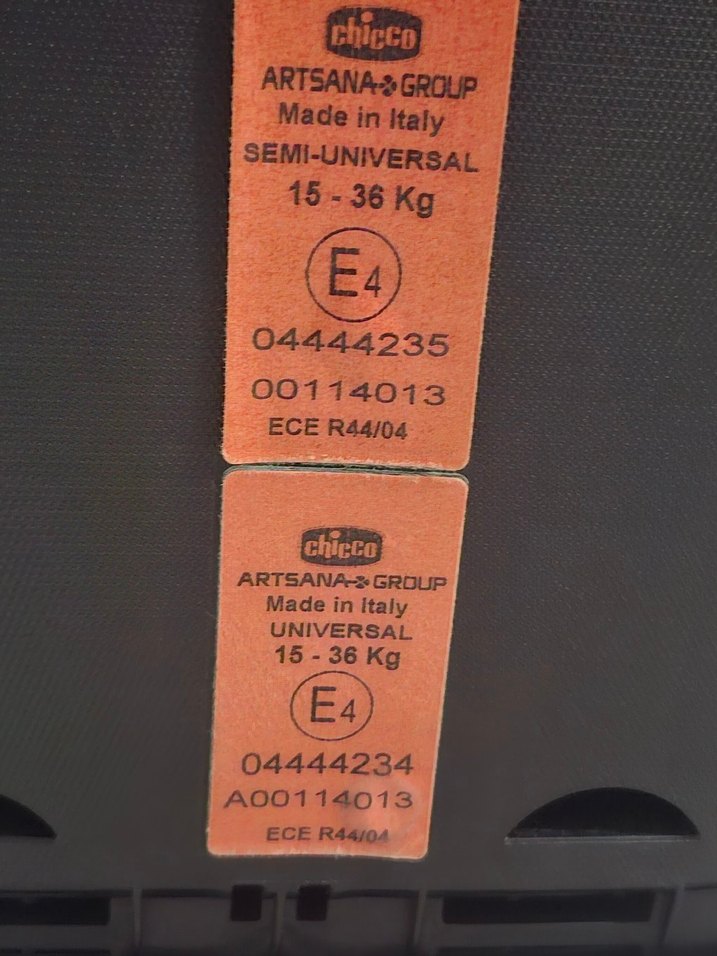 chicco
ARTSANA GROUP
Made in Italy
SEMI-UNIVERSAL
15 - 36 Kg
E4
04444235
00114013
ECE R44/04
chicco
ARTSANA GROUP
Made in Italy
UNIVERSAL
15 - 36 Kg
E4
04444234
A00114013
ECE R44/04